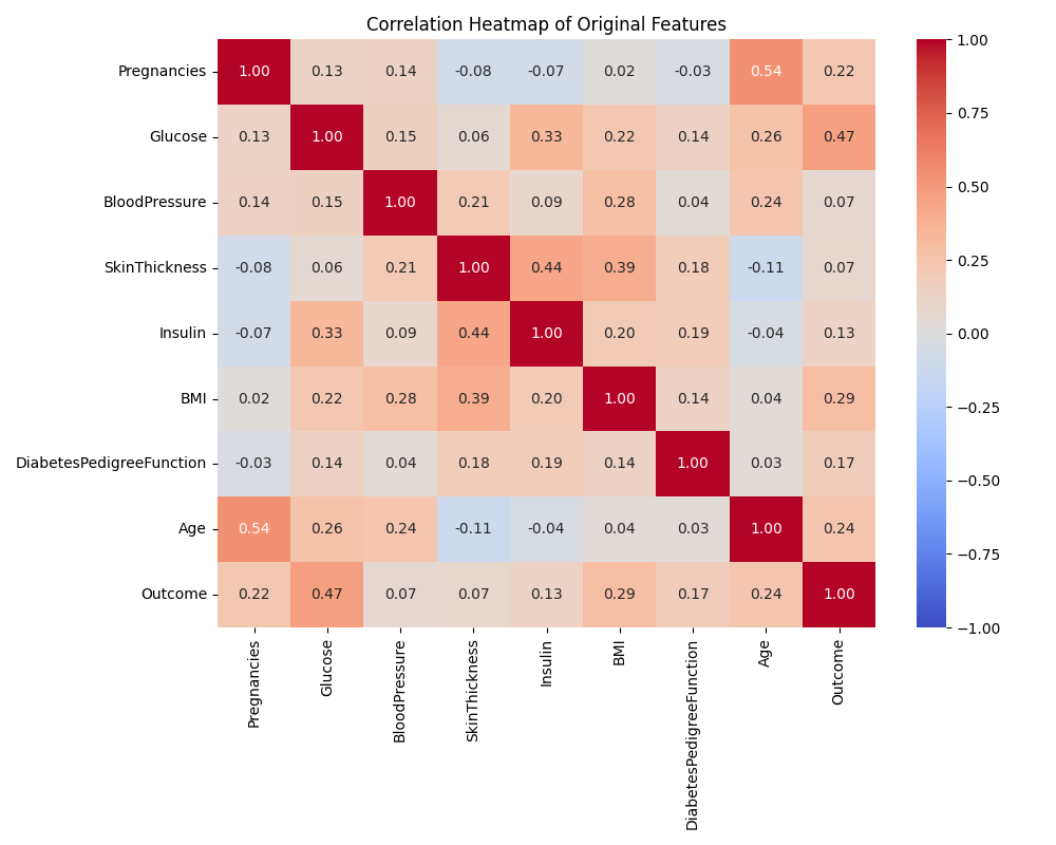 Correlation Heatmap of Original Features
Pregnancies 1.00 0.13 0.14 -0.08 -0.07 0.02 -0.03 0.54 0.22
Glucose 0.13 1.00 0.15 0.06 0.33 0.22 0.14 0.26 0.47
BloodPressure 0.14 0.15 1.00 0.21 0.09 0.28 0.04 0.24 0.07
SkinThickness -0.08 0.06 0.21 1.00 0.44 0.39 0.18 -0.11 0.07
Insulin -0.07 0.33 0.09 0.44 1.00 0.20 0.19 -0.04 0.13
BMI 0.02 0.22 0.28 0.39 0.20 1.00 0.14 0.04 0.29
DiabetesPedigreeFunction -0.03 0.14 0.04 0.18 0.19 0.14 1.00 0.03 0.17
Age 0.54 0.26 0.24 -0.11 -0.04 0.04 0.03 1.00 0.24
Outcome 0.22 0.47 0.07 0.07 0.13 0.29 0.17 0.24 1.00
Pregnancies
Glucose
BloodPressure
SkinThickness
Insulin
BMI
DiabetesPedigreeFunction
Age
Outcome
1.00
0.75
0.50
0.25
0.00
−0.25
−0.50
−0.75
−1.00